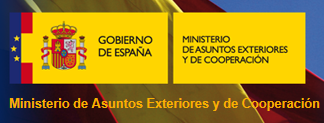 GOBIERNO
DE ESPAÑA
MINISTERIO
DE ASUNTOS EXTERIORES
Y DE COOPERACIÓN
Ministerio de Asuntos Exteriores y de Cooperación